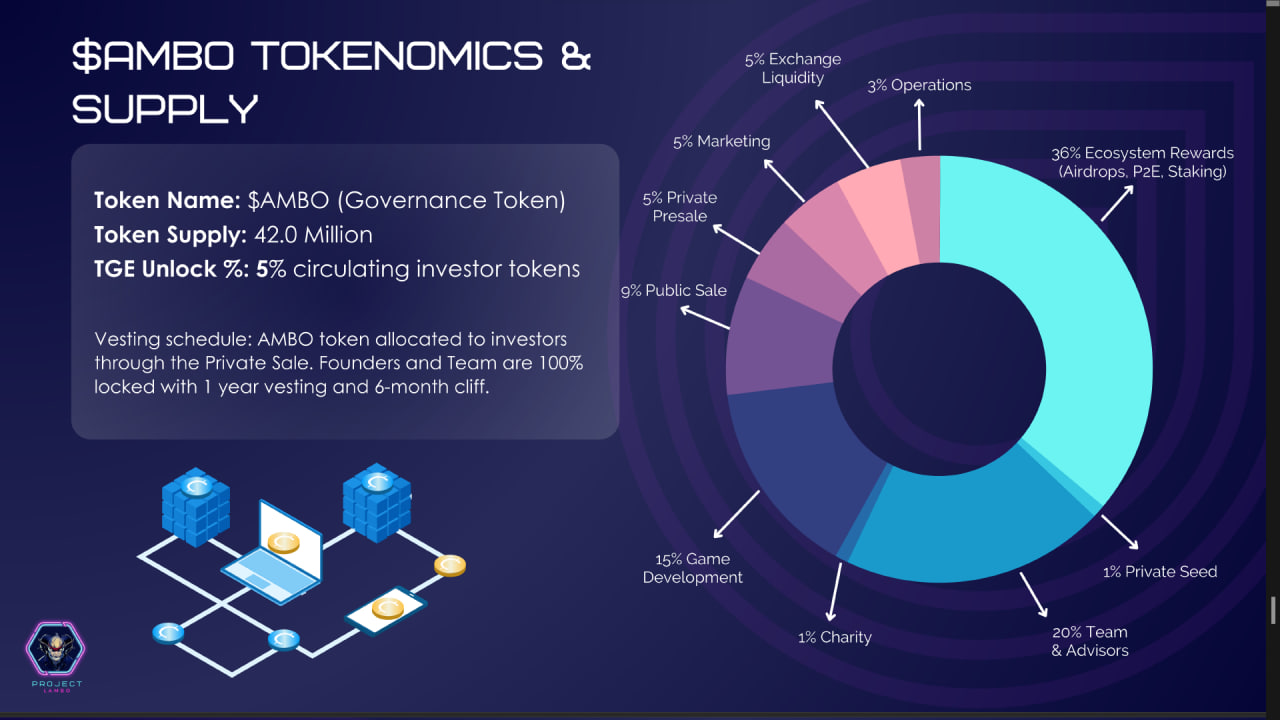 $AMBO TOKENOMICS &
SUPPLY
Token Name: $AMBO (Governance Token)
Token Supply: 42.0 Million
TGE Unlock %: 5% circulating investor tokens
Vesting schedule: AMBO token allocated to investors
through the Private Sale. Founders and Team are 100%
locked with 1 year vesting and 6-month cliff.
5% Exchange
Liquidity
3% Operations
5% Marketing
36% Ecosystem Rewards
(Airdrops, P2E, Staking)
5% Private
Presale
9% Public Sale
15% Game
Development
1% Private Seed
1% Charity
20% Team
& Advisors
PROJECT
LAMBO